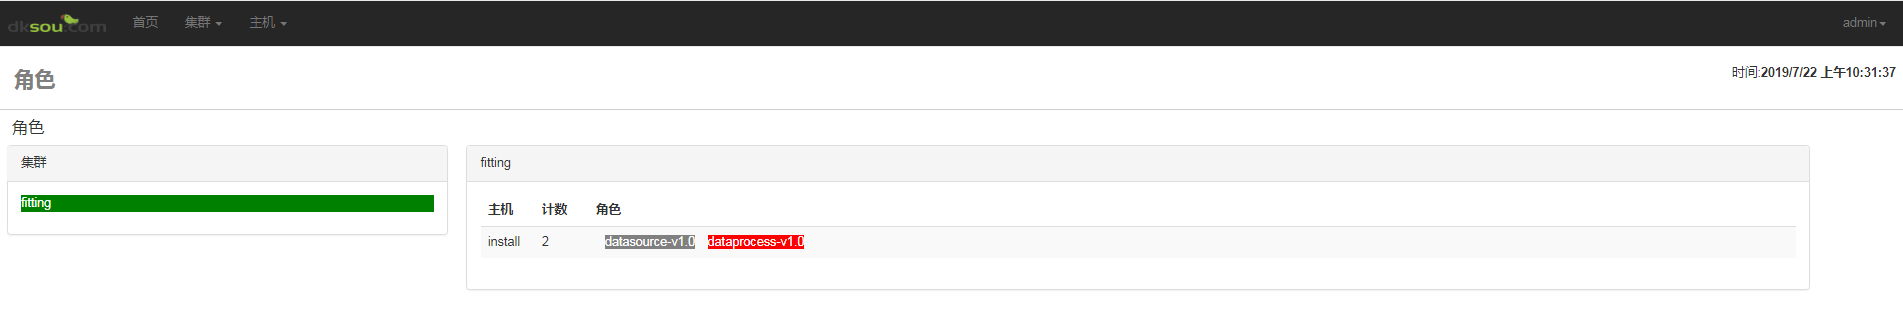 dksou.com 首页 集群 主机 admin
角色
时间:2019/7/22 上午10:31:37
角色
集群
fitting
fitting
主机 计数 角色
install 2 datasource-v1.0 dataprocess-v1.0